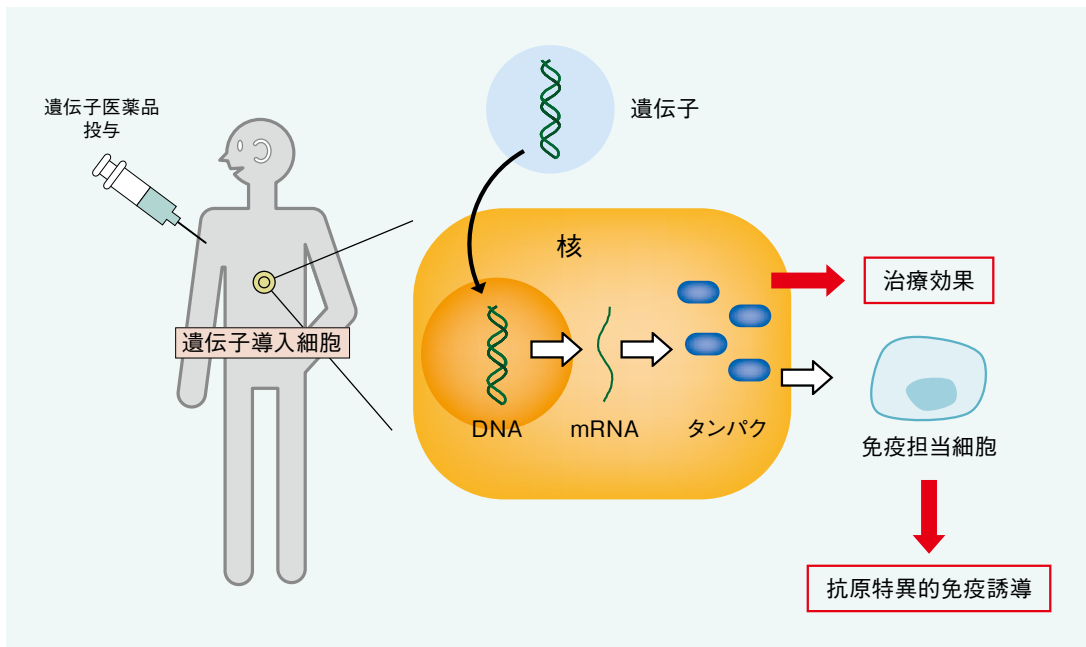 遺伝子医薬品
投与
遺伝子
核
治療効果
遺伝子導入細胞
DNA
mRNA
タンパク
免疫担当細胞
抗原特異的免疫誘導